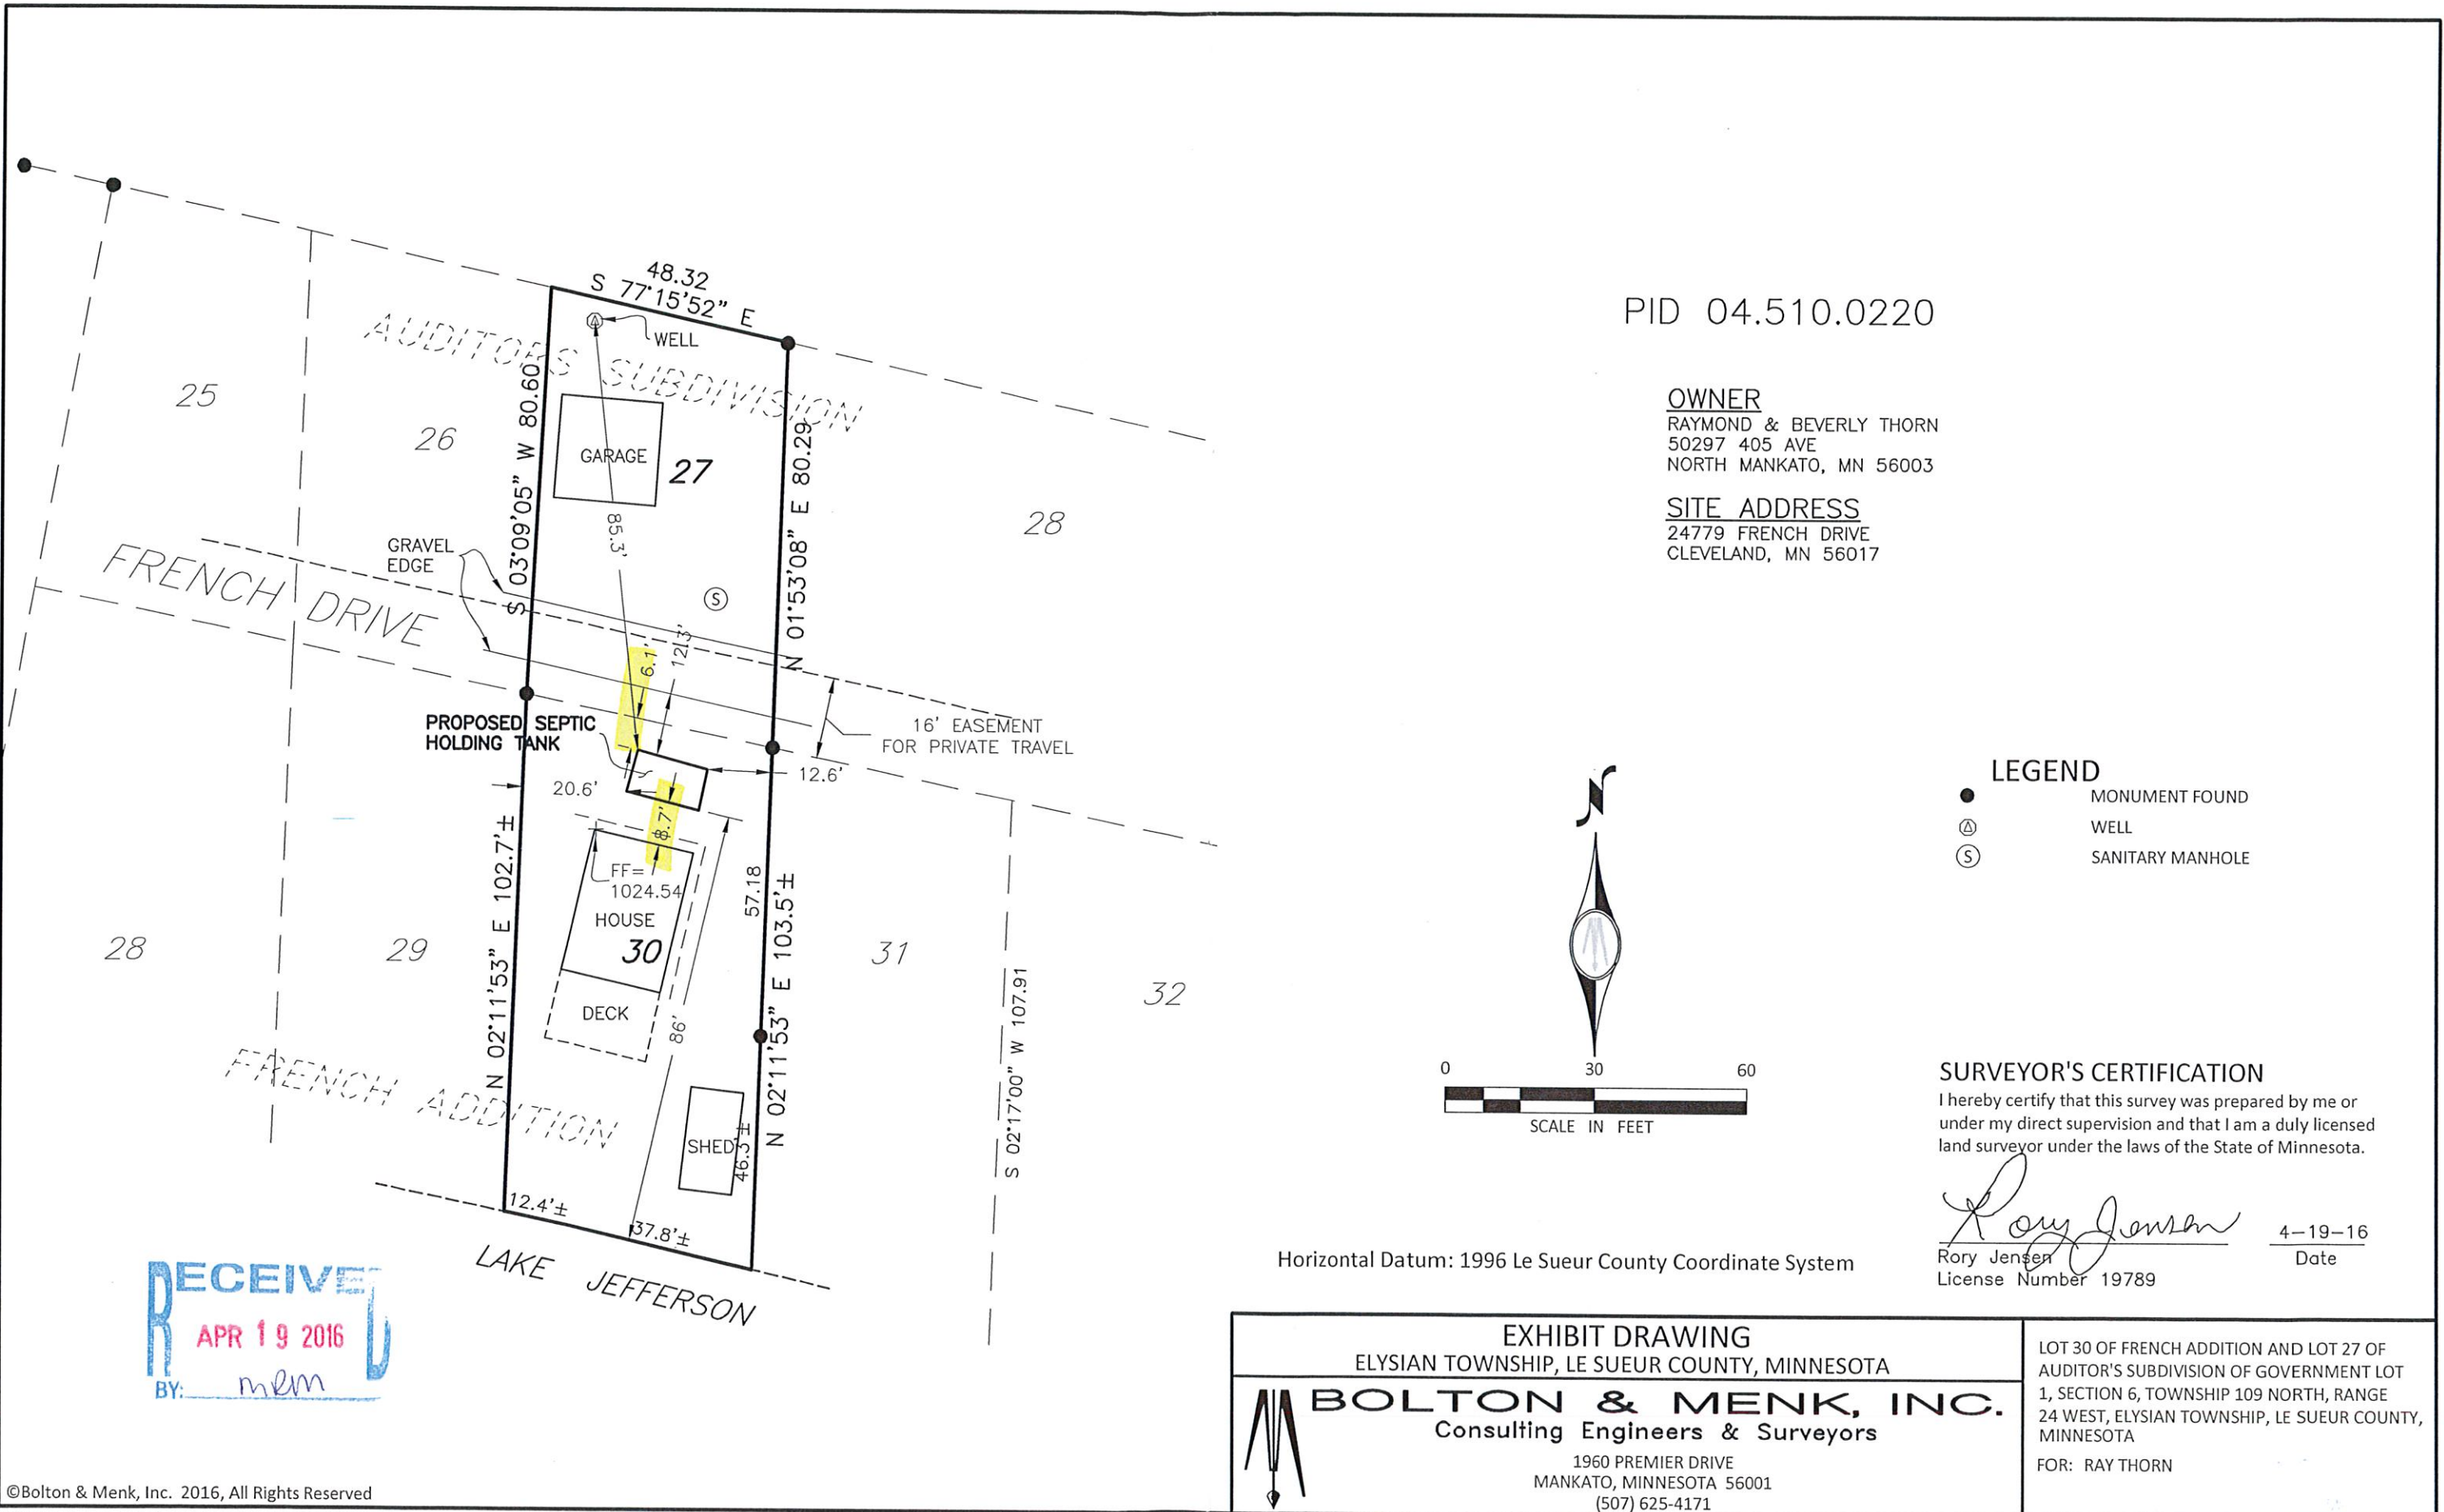 48.32
S 77°15'52" E
WELL
AUDITORS SUBDIVISION
S 03°09'05" W 80.60
N 01°53'08" E 80.29
25
26
GARAGE
27
28
85.3'
GRAVEL
EDGE
FRENCH DRIVE
S
6.1'
12.3'
PROPOSED SEPTIC
HOLDING TANK
16' EASEMENT
FOR PRIVATE TRAVEL
20.6'
12.6'
8.7'
FF=
1024.54
HOUSE
30
DECK
86'
57.18
N 02°11'53" E 102.7'±
N 02°11'53" E 103.5'±
28
29
31
32
S 02°17'00" W 107.91
FRENCH ADDITION
SHED
46.3'±
12.4'±
37.8'±
LAKE JEFFERSON
RECEIVED
APR 19 2016
BY: mrm
©Bolton & Menk, Inc. 2016, All Rights Reserved
PID 04.510.0220
OWNER
RAYMOND & BEVERLY THORN
50297 405 AVE
NORTH MANKATO, MN 56003
SITE ADDRESS
24779 FRENCH DRIVE
CLEVELAND, MN 56017
LEGEND
MONUMENT FOUND
WELL
S SANITARY MANHOLE
N
0 30 60
SCALE IN FEET
SURVEYOR'S CERTIFICATION
I hereby certify that this survey was prepared by me or
under my direct supervision and that I am a duly licensed
land surveyor under the laws of the State of Minnesota.
Rory Jensen
4-19-16
Rory Jensen
Date
License Number 19789
Horizontal Datum: 1996 Le Sueur County Coordinate System
EXHIBIT DRAWING
ELYSIAN TOWNSHIP, LE SUEUR COUNTY, MINNESOTA
BOLTON & MENK, INC.
Consulting Engineers & Surveyors
1960 PREMIER DRIVE
MANKATO, MINNESOTA 56001
(507) 625-4171
LOT 30 OF FRENCH ADDITION AND LOT 27 OF
AUDITOR'S SUBDIVISION OF GOVERNMENT LOT
1, SECTION 6, TOWNSHIP 109 NORTH, RANGE
24 WEST, ELYSIAN TOWNSHIP, LE SUEUR COUNTY,
MINNESOTA
FOR: RAY THORN